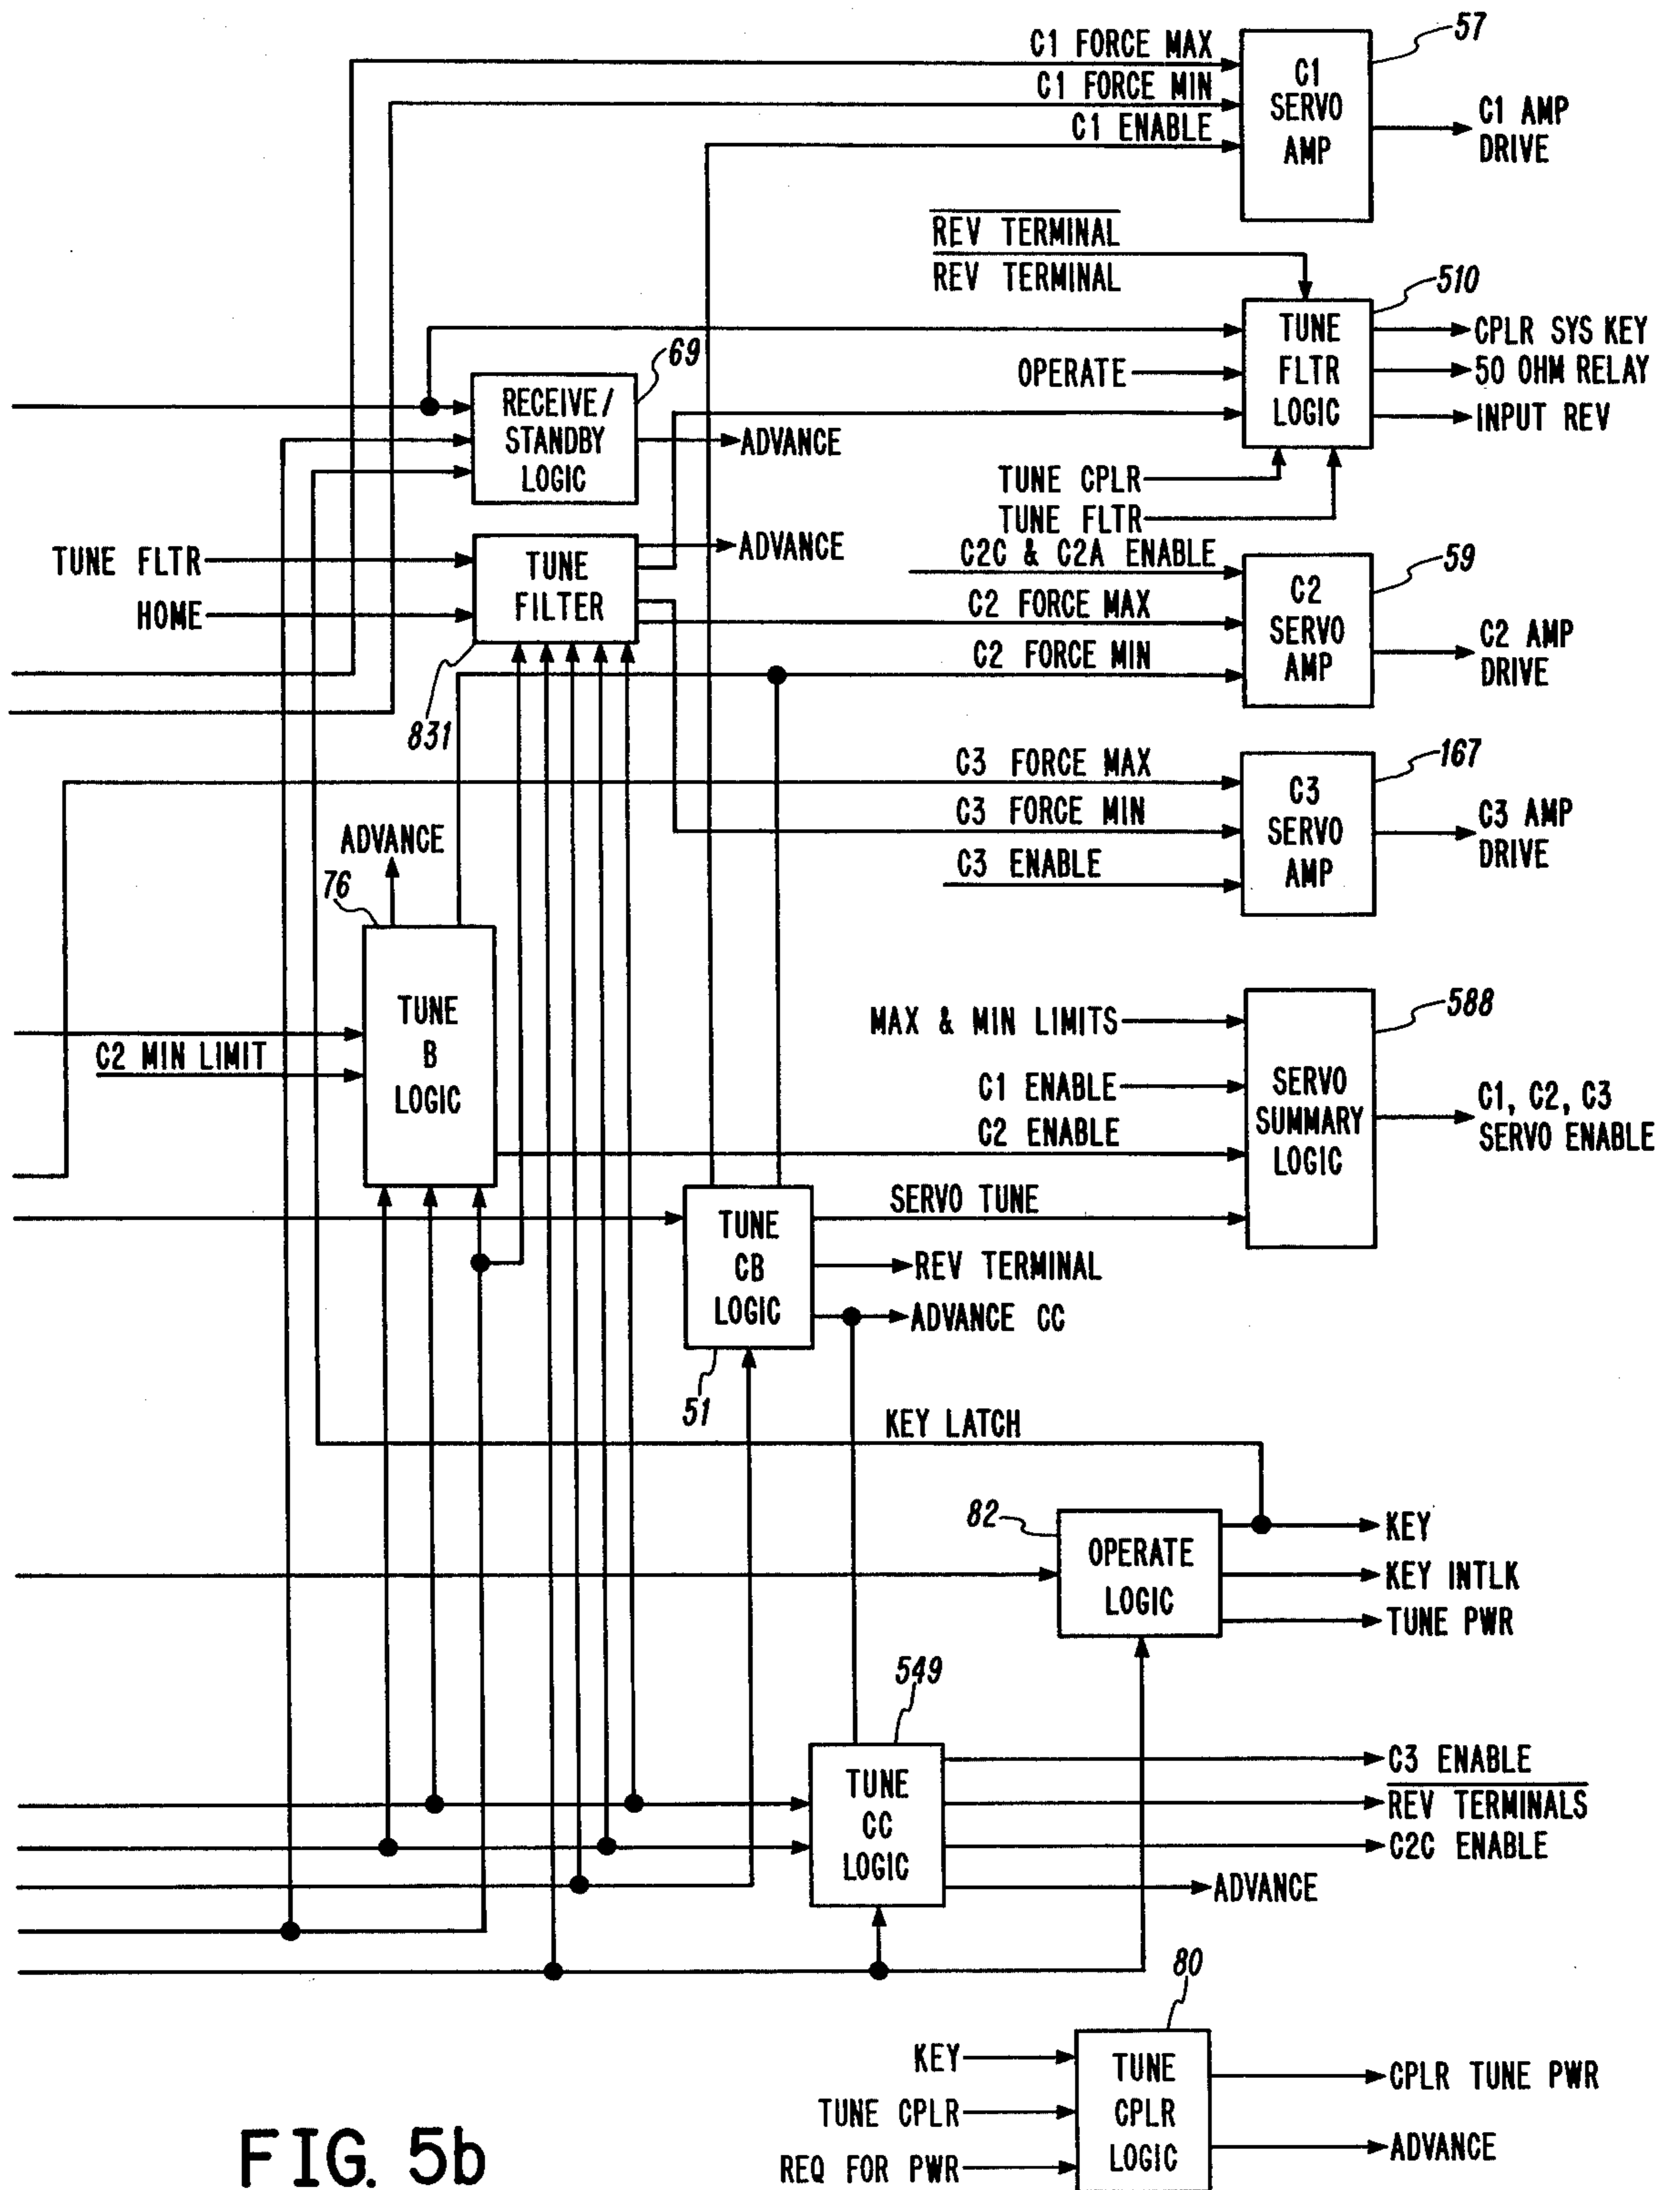 57
C1 FORCE MAX
C1 FORCE MIN
C1 ENABLE
C1
SERVO
AMP
C1 AMP
DRIVE
REV TERMINAL
REV TERMINAL
510
TUNE
FLTR
LOGIC
CPLR SYS KEY
50 OHM RELAY
INPUT REV
OPERATE
TUNE CPLR
TUNE FLTR
69
RECEIVE/
STANDBY
LOGIC
ADVANCE
TUNE FLTR
HOME
TUNE
FILTER
ADVANCE
831
C2C & C2A ENABLE
C2 FORCE MAX
C2 FORCE MIN
59
C2
SERVO
AMP
C2 AMP
DRIVE
C3 FORCE MAX
C3 FORCE MIN
C3 ENABLE
167
C3
SERVO
AMP
C3 AMP
DRIVE
ADVANCE
76
TUNE
B
LOGIC
C2 MIN LIMIT
MAX & MIN LIMITS
C1 ENABLE
C2 ENABLE
588
SERVO
SUMMARY
LOGIC
C1, C2, C3
SERVO ENABLE
SERVO TUNE
TUNE
CB
LOGIC
REV TERMINAL
ADVANCE CC
51
KEY LATCH
82
OPERATE
LOGIC
KEY
KEY INTLK
TUNE PWR
549
TUNE
CC
LOGIC
C3 ENABLE
REV TERMINALS
C2C ENABLE
ADVANCE
80
KEY
TUNE CPLR
REQ FOR PWR
TUNE
CPLR
LOGIC
CPLR TUNE PWR
ADVANCE
FIG. 5b